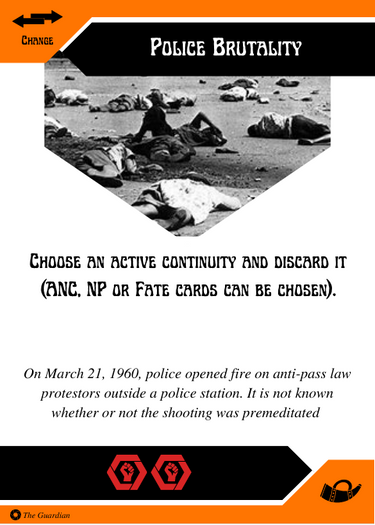 Change
Police Brutality
Choose an active continuity and discard it
(ANC, NP or Fate cards can be chosen).
On March 21, 1960, police opened fire on anti-pass law
protestors outside a police station. It is not known
whether or not the shooting was premeditated
The Guardian